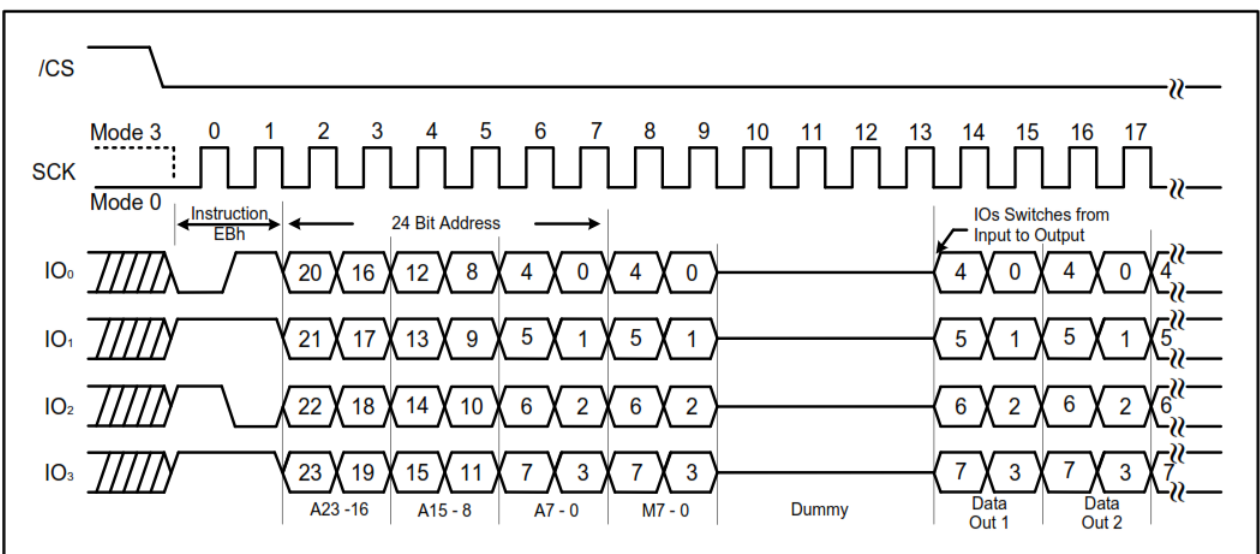 /CS
Mode 3 0 1 2 3 4 5 6 7 8 9 10 11 12 13 14 15 16 17
SCK
Mode 0
Instruction
EBh
24 Bit Address
IOs Switches from
Input to Output
IO₀ 20 16 12 8 4 0 4 0 4 0 4 0 4
IO₁ 21 17 13 9 5 1 5 1 5 1 5 1 5
IO₂ 22 18 14 10 6 2 6 2 6 2 6 2 6
IO₃ 23 19 15 11 7 3 7 3 7 3 7 3 7
A23 -16 A15 - 8 A7 - 0 M7 - 0 Dummy
Data
Out 1
Data
Out 2